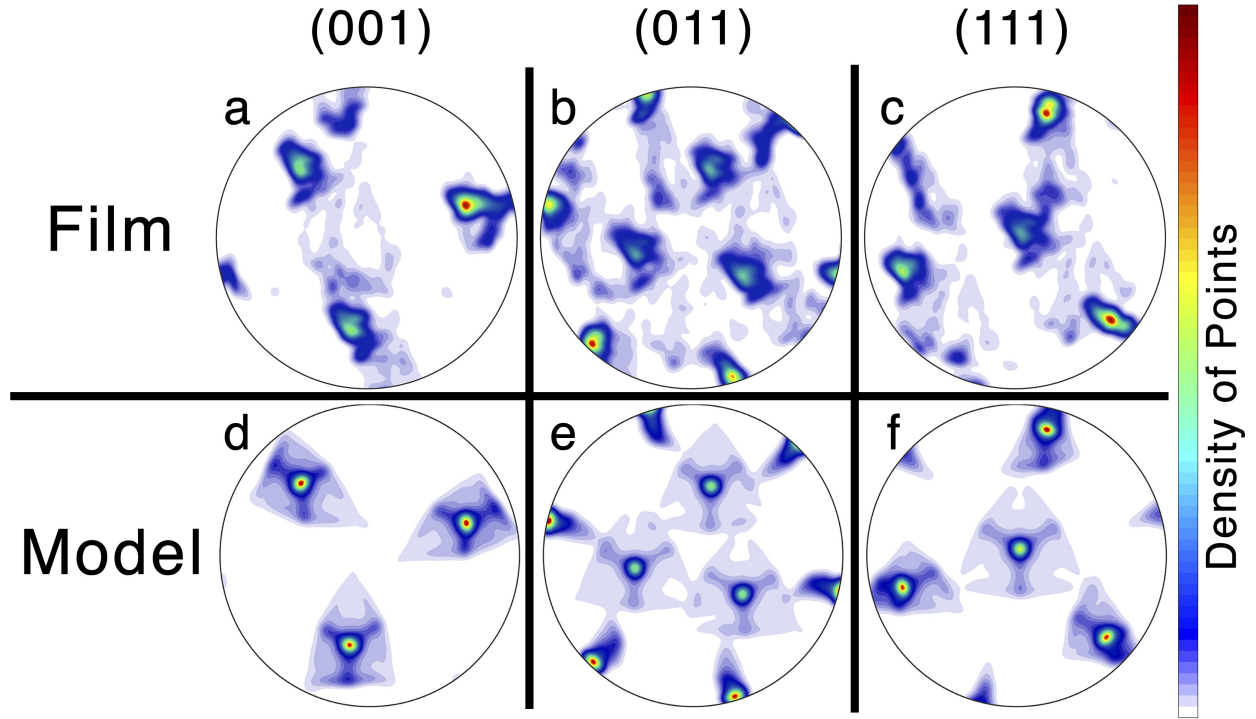 (001) (011) (111)
a b c
Film
d e f
Model
Density of Points